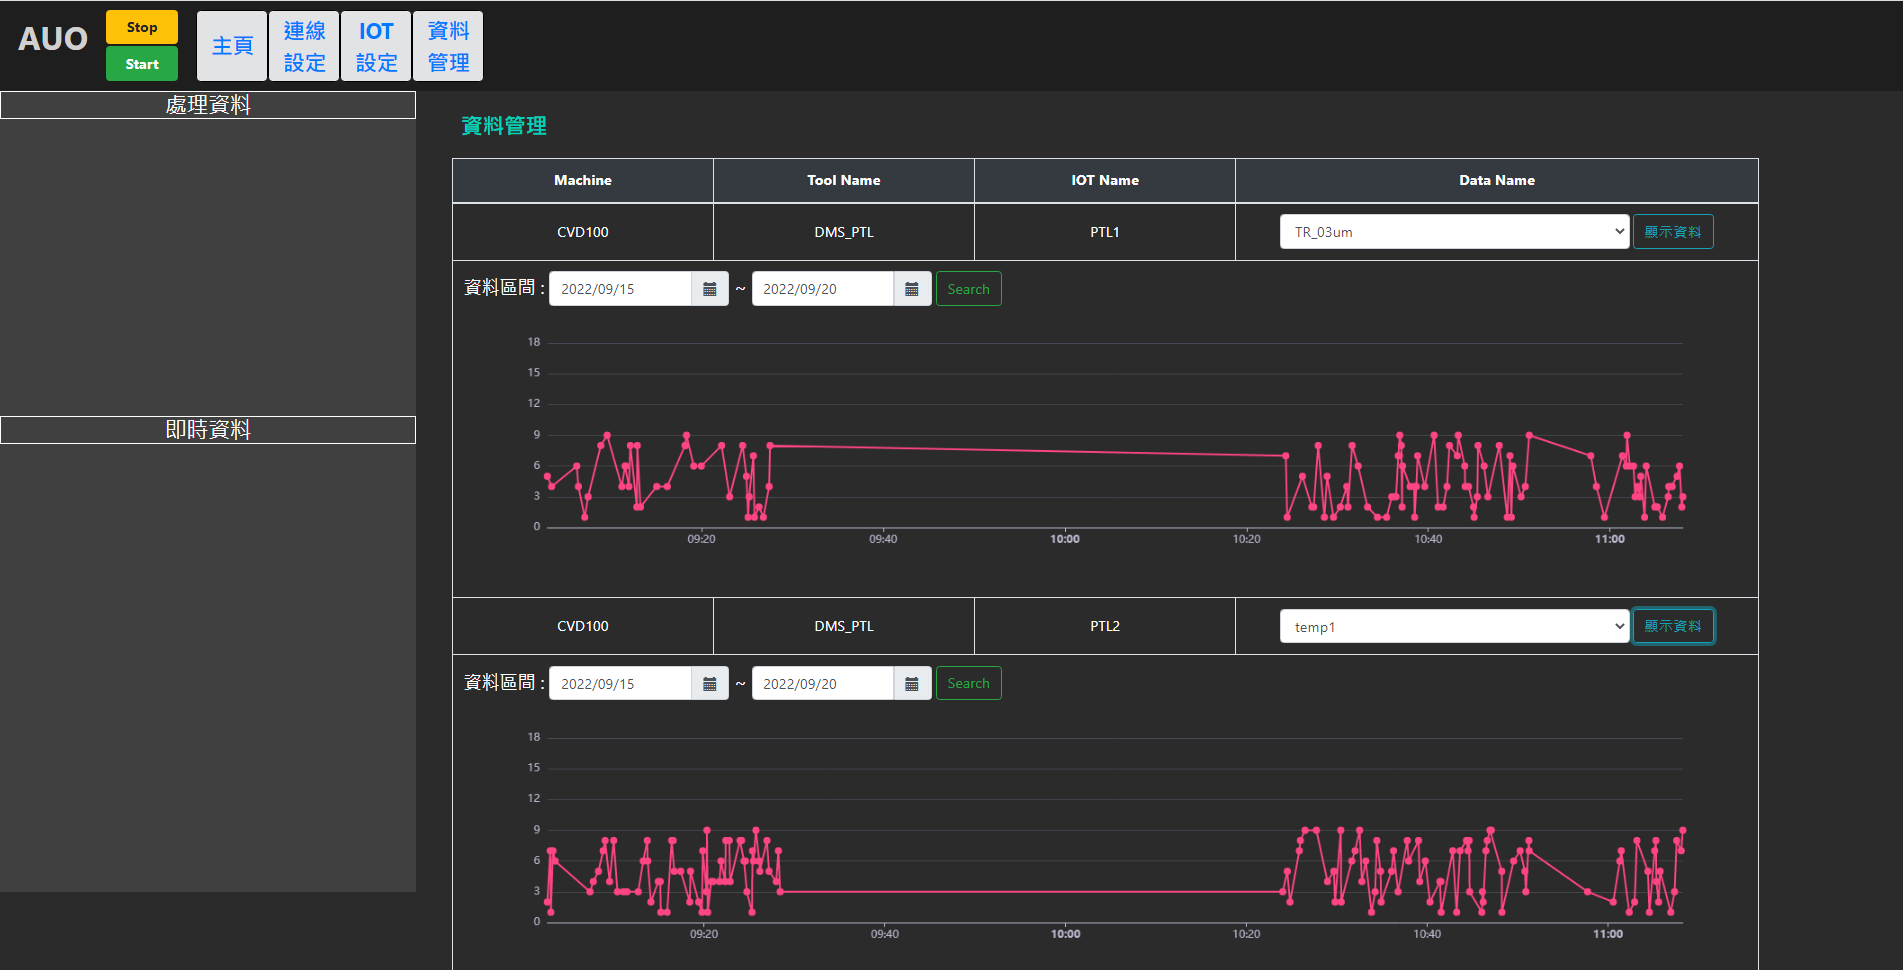 AUO
Stop
Start
主頁
連線
設定
IOT
設定
資料
管理
處理資料
即時資料
資料管理
Machine Tool Name IOT Name Data Name
CVD100 DMS_PTL PTL1 TR_03um 顯示資料
資料區間 : 2022/09/15 ~ 2022/09/20 Search
18
15
12
9
6
3
0
09:20 09:40 10:00 10:20 10:40 11:00
CVD100 DMS_PTL PTL2 temp1 顯示資料
資料區間 : 2022/09/15 ~ 2022/09/20 Search
18
15
12
9
6
3
0
09:20 09:40 10:00 10:20 10:40 11:00